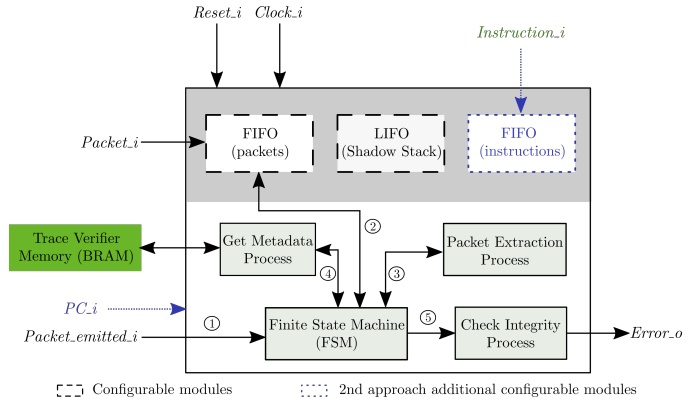 Reset_i
Clock_i
Instruction_i
Packet_i
FIFO
(packets)
LIFO
(Shadow Stack)
FIFO
(instructions)
②
Trace Verifier
Memory (BRAM)
Get Metadata
Process
Packet Extraction
Process
④
③
PC_i
①
Packet_emitted_i
Finite State Machine
(FSM)
⑤
Check Integrity
Process
Error_o
Configurable modules
2nd approach additional configurable modules